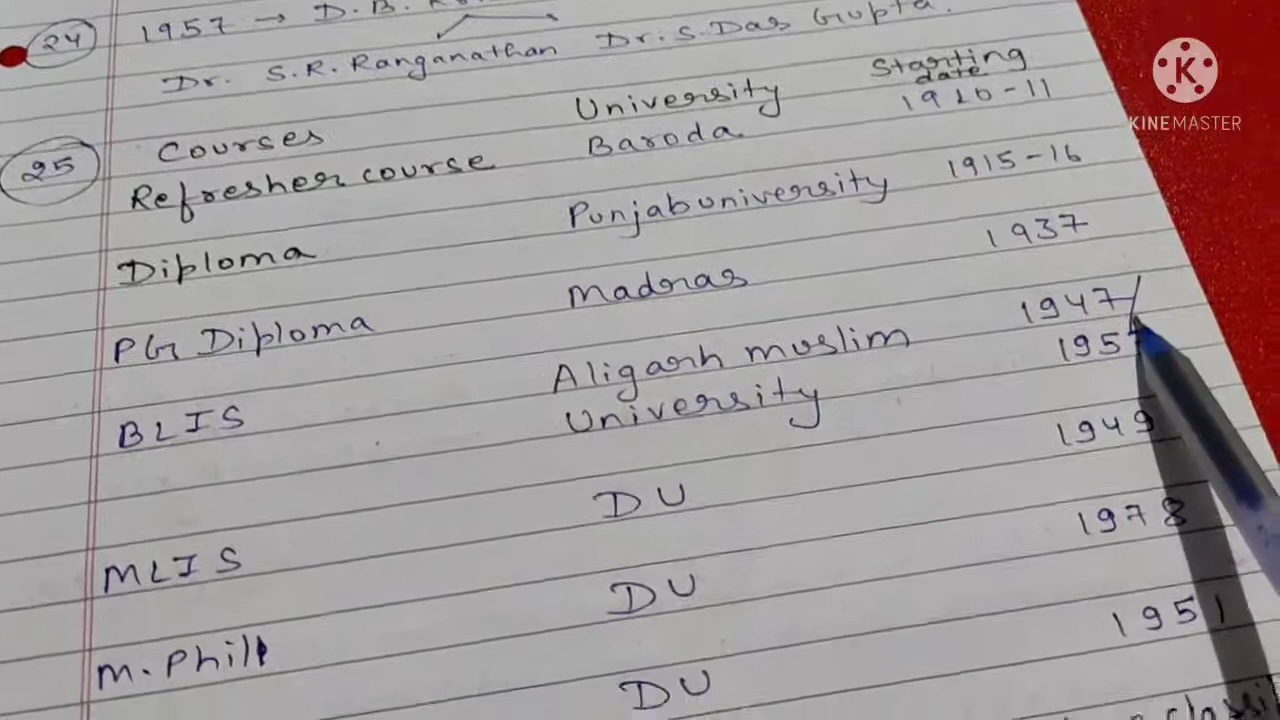 24 1957 → D.B.
Dr. S.R. Ranganathan Dr. S. Das Gupta.
25 Courses University Starting date
Refresher course Baroda 1910-11
Diploma Punjab university 1915-16
PG Diploma Madras 1937
BLIS Aligarh muslim University 1947/
195
MLIS DU 1949
M. Phill DU 1978
DU 1951
K
KINEMASTER